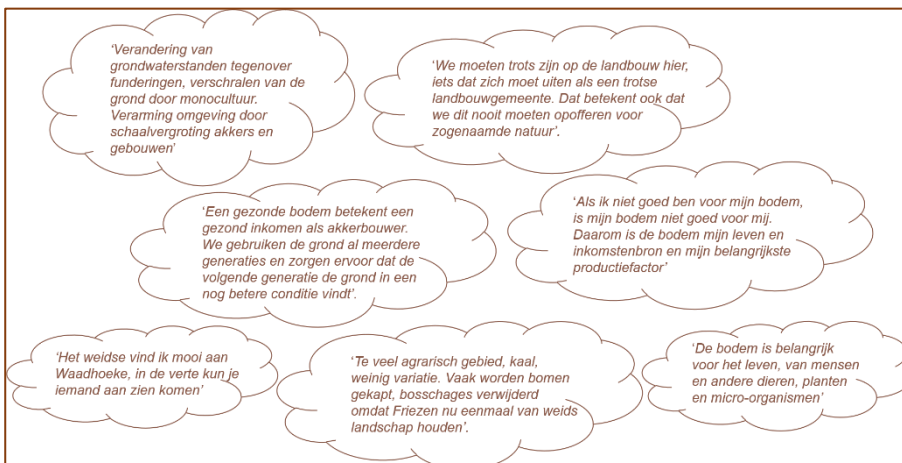 ‘Verandering van
grondwaterstanden tegenover
funderingen, verschralen van de
grond door monocultuur.
Verarming omgeving door
schaalvergroting akkers en
gebouwen’
‘We moeten trots zijn op de landbouw hier,
iets dat zich moet uiten als een trotse
landbouwgemeente. Dat betekent ook dat
we dit nooit moeten opofferen voor
zogenaamde natuur’.
‘Een gezonde bodem betekent een
gezond inkomen als akkerbouwer.
We gebruiken de grond al meerdere
generaties en zorgen ervoor dat de
volgende generatie de grond in een
nog betere conditie vindt’.
‘Als ik niet goed ben voor mijn bodem,
is mijn bodem niet goed voor mij.
Daarom is de bodem mijn leven en
inkomstenbron en mijn belangrijkste
productiefactor’
‘Het weidse vind ik mooi aan
Waadhoeke, in de verte kun je
iemand aan zien komen’
‘Te veel agrarisch gebied, kaal,
weinig variatie. Vaak worden bomen
gekapt, bosschages verwijderd
omdat Friezen nu eenmaal van weids
landschap houden’.
‘De bodem is belangrijk
voor het leven, van mensen
en andere dieren, planten
en micro-organismen’